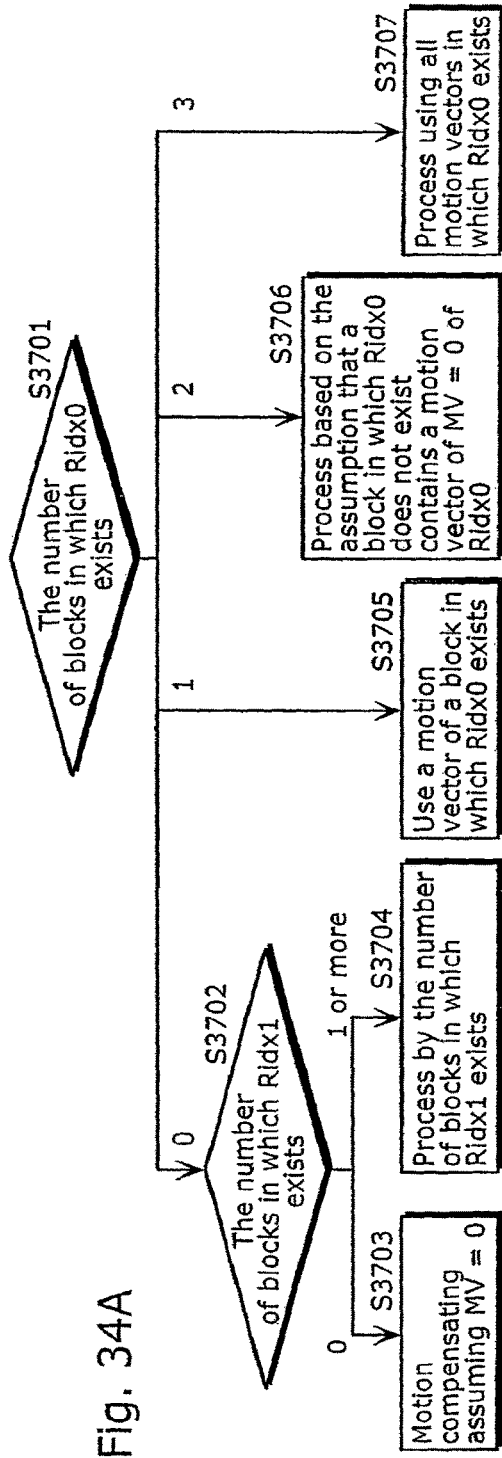 Fig. 34A
S3701
The number
of blocks in which Ridx0
exists
0
1
2
3
S3702
The number
of blocks in which Ridx1
exists
0
1 or more
S3703
Motion
compensating
assuming MV = 0
S3704
Process by the number
of blocks in which
Ridx1 exists
S3705
Use a motion
vector of a block in
which Ridx0 exists
S3706
Process based on the
assumption that a
block in which Ridx0
does not exist
contains a motion
vector of MV = 0 of
Ridx0
S3707
Process using all
motion vectors in
which Ridx0 exists